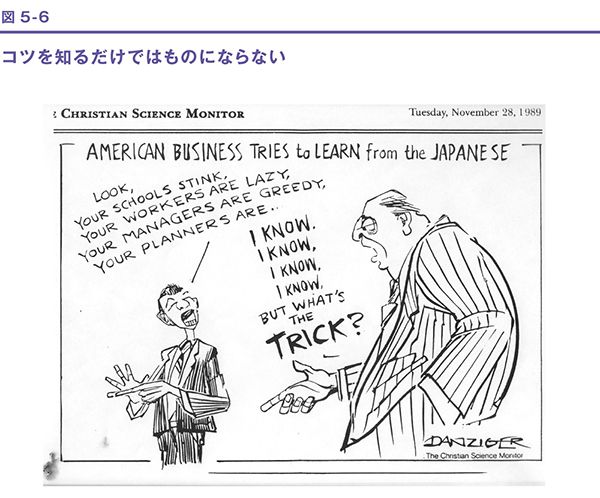 図 5-6
コツを知るだけではものにならない
CHRISTIAN SCIENCE MONITOR
Tuesday, November 28, 1989
AMERICAN BUSINESS TRIES to LEARN from the JAPANESE
LOOK,
YOUR SCHOOLS STINK,
YOUR WORKERS ARE LAZY,
YOUR MANAGERS ARE GREEDY,
YOUR PLANNERS ARE..
I KNOW.
I KNOW,
I KNOW,
I KNOW,
BUT WHAT'S
THE
TRICK?
DANZIGER
The Christian Science Monitor